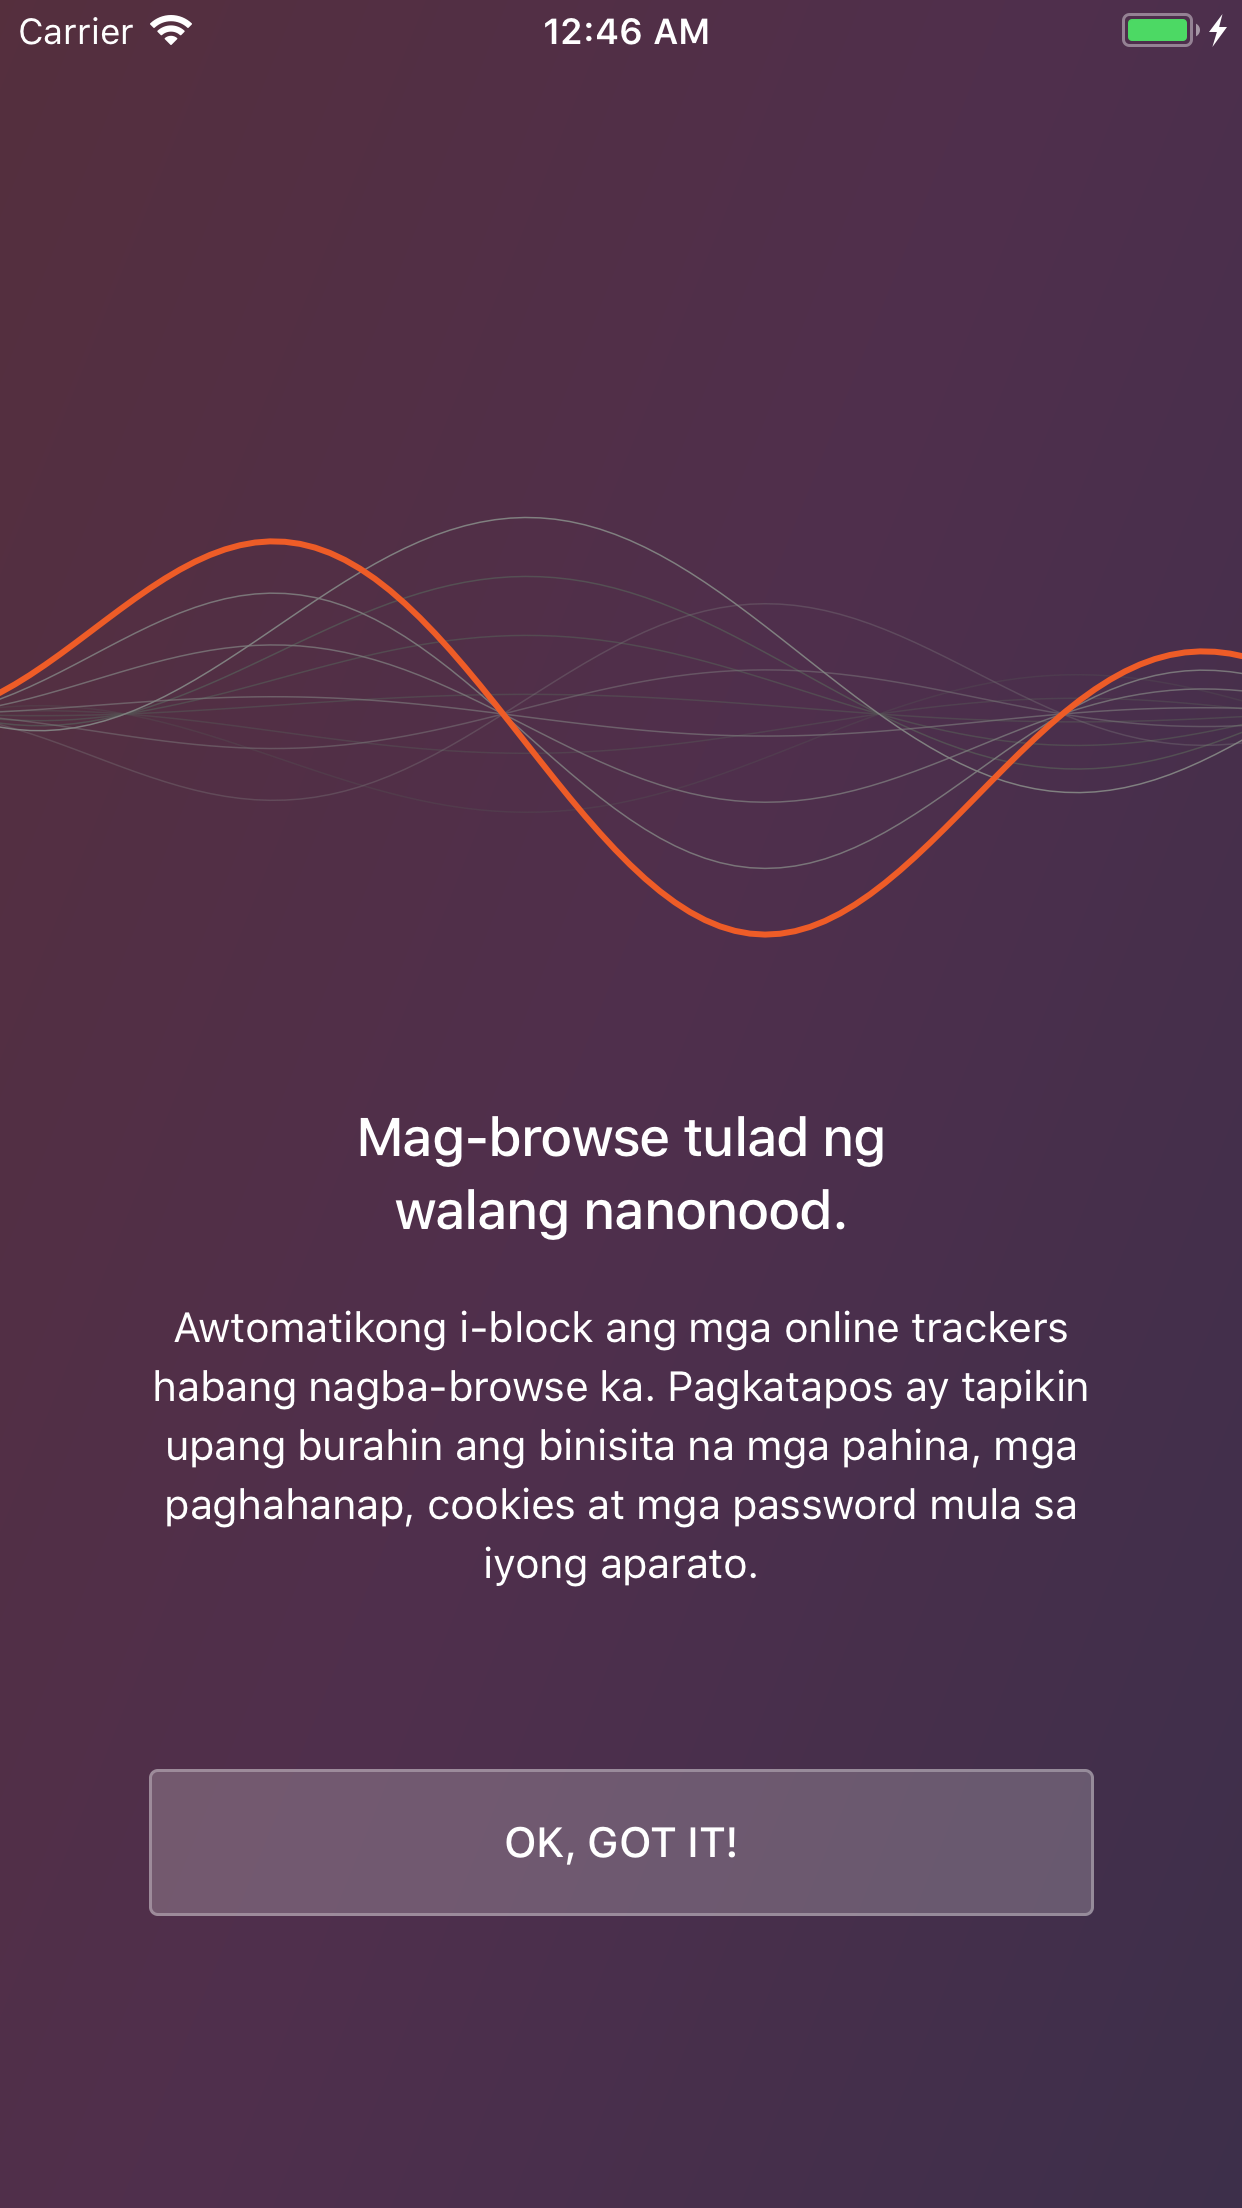 Carrier
12:46 AM
Mag-browse tulad ng
walang nanonood.
Awtomatikong i-block ang mga online trackers
habang nagba-browse ka. Pagkatapos ay tapikin
upang burahin ang binisita na mga pahina, mga
paghahanap, cookies at mga password mula sa
iyong aparato.
OK, GOT IT!